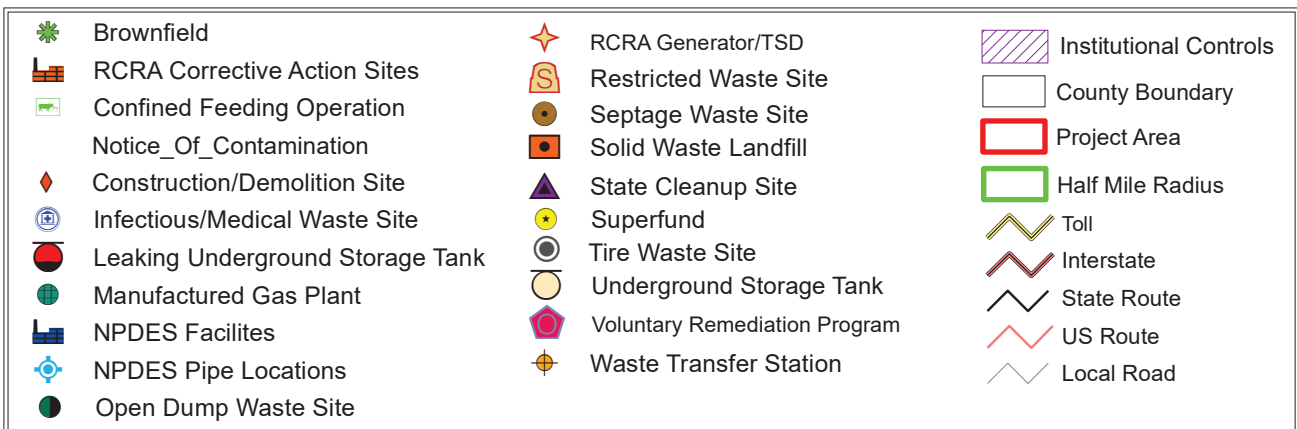 Brownfield
RCRA Corrective Action Sites
Confined Feeding Operation
Notice_Of_Contamination
Construction/Demolition Site
Infectious/Medical Waste Site
Leaking Underground Storage Tank
Manufactured Gas Plant
NPDES Facilites
NPDES Pipe Locations
Open Dump Waste Site
RCRA Generator/TSD
S
Restricted Waste Site
Septage Waste Site
Solid Waste Landfill
State Cleanup Site
Superfund
Tire Waste Site
Underground Storage Tank
O
Voluntary Remediation Program
Waste Transfer Station
Institutional Controls
County Boundary
Project Area
Half Mile Radius
Toll
Interstate
State Route
US Route
Local Road